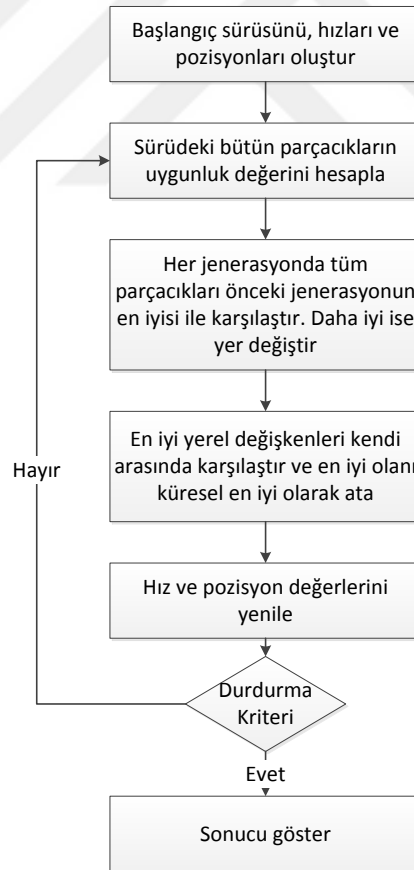 Başlangıç sürüsünü, hızları ve
pozisyonları oluştur
Sürüdeki bütün parçacıkların
uygunluk değerini hesapla
Her jenerasyonda tüm
parçacıkları önceki jenerasyonun
en iyisi ile karşılaştır. Daha iyi ise
yer değiştir
En iyi yerel değişkenleri kendi
arasında karşılaştır ve en iyi olanı
küresel en iyi olarak ata
Hayır
Hız ve pozisyon değerlerini
yenile
Durdurma
Kriteri
Evet
Sonucu göster